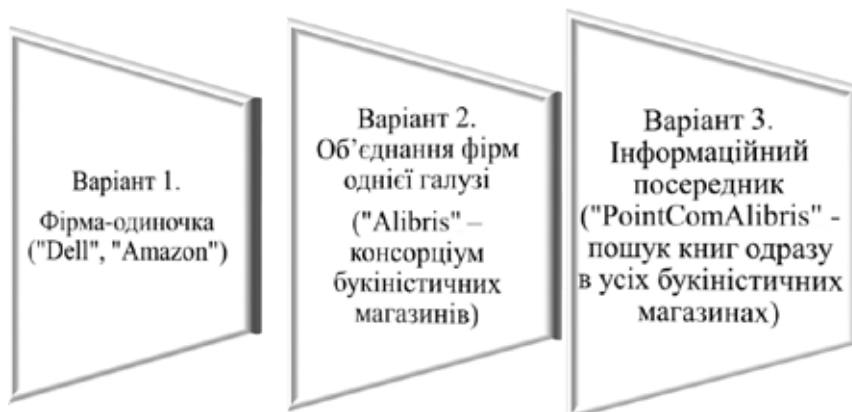 Варіант 1.
Фірма-одиночка
("Dell", "Amazon")
Варіант 2.
Об’єднання фірм
однієї галузі
("Alibris" –
консорціум
букіністичних
магазинів)
Варіант 3.
Інформаційний
посередник
("PointComAlibris" -
пошук книг одразу
в усіх букіністичних
магазинах)